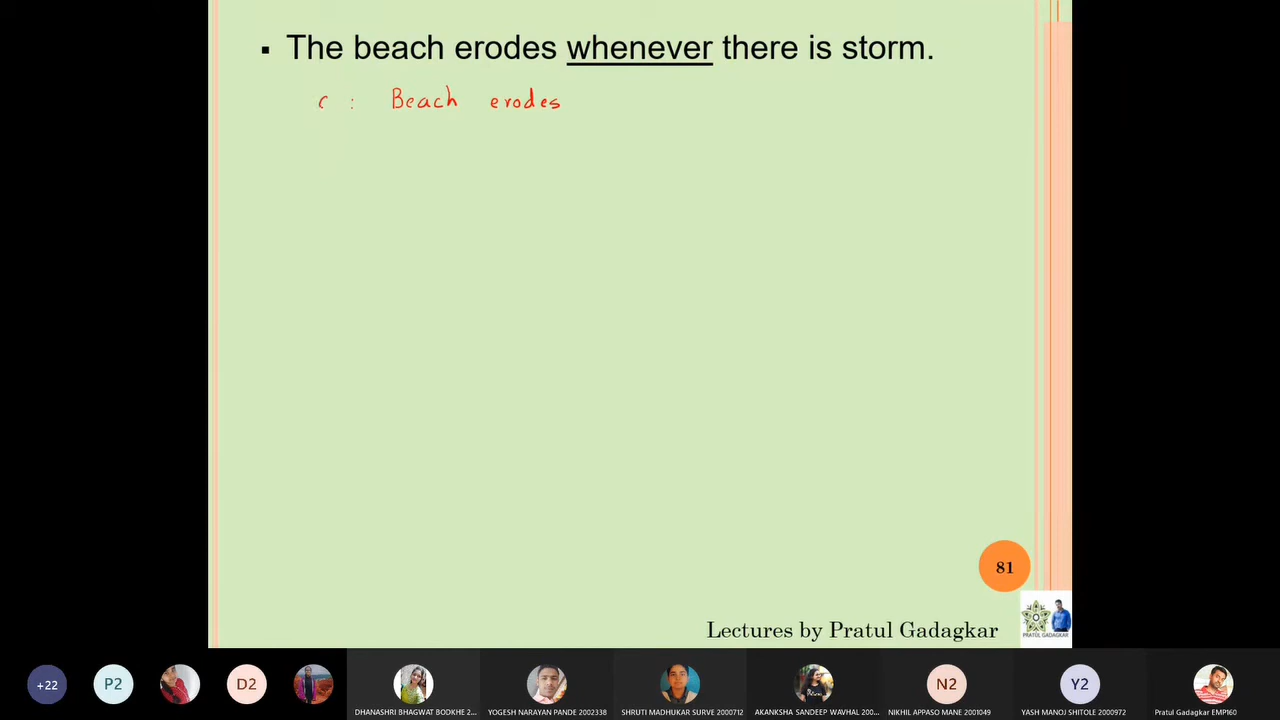 ▪ The beach erodes whenever there is storm.
c : Beach erodes
81
Lectures by Pratul Gadagkar
PRATUL GADAGKAR
+22
P2
D2
N2
Y2
DHANASHRI BHAGWAT BODKHE 2...
YOGESH NARAYAN PANDE 2002338
SHRUTI MADHUKAR SURVE 2000712
AKANKSHA SANDEEP WAVHAL 200...
NIKHIL APPASO MANE 2001049
YASH MANOJ SHITOLE 2000972
Pratul Gadagkar EMP160